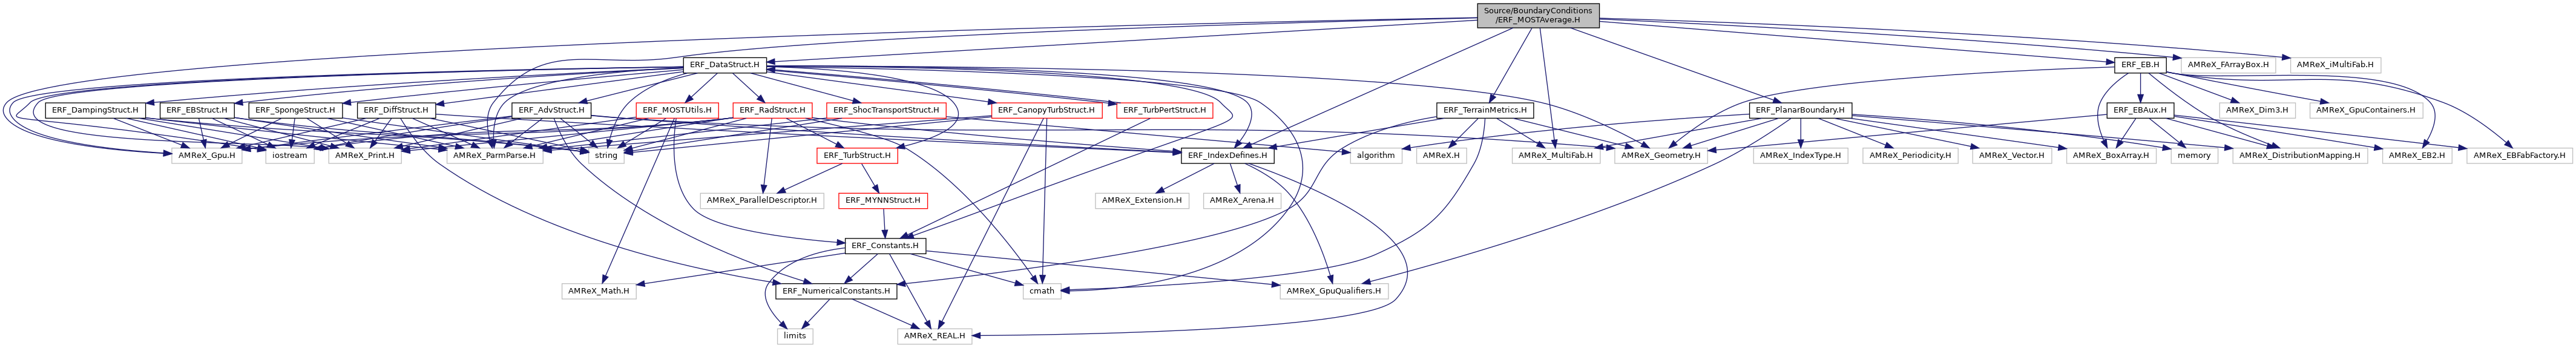 Source/BoundaryConditions
/ERF_MOSTAverage.H
ERF_DataStruct.H
ERF_EB.H
AMReX_FArrayBox.H
AMReX_iMultiFab.H
ERF_DampingStruct.H
ERF_EBStruct.H
ERF_SpongeStruct.H
ERF_DiffStruct.H
ERF_AdvStruct.H
ERF_MOSTUtils.H
ERF_RadStruct.H
ERF_ShocTransportStruct.H
ERF_CanopyTurbStruct.H
ERF_TurbPertStruct.H
ERF_TerrainMetrics.H
ERF_PlanarBoundary.H
ERF_EBAux.H
AMReX_Dim3.H
AMReX_GpuContainers.H
AMReX_Gpu.H
iostream
AMReX_Print.H
AMReX_ParmParse.H
string
ERF_TurbStruct.H
ERF_IndexDefines.H
algorithm
AMReX.H
AMReX_MultiFab.H
AMReX_Geometry.H
AMReX_IndexType.H
AMReX_Periodicity.H
AMReX_Vector.H
AMReX_BoxArray.H
memory
AMReX_DistributionMapping.H
AMReX_EB2.H
AMReX_EBFabFactory.H
AMReX_ParallelDescriptor.H
ERF_MYNNStruct.H
AMReX_Extension.H
AMReX_Arena.H
ERF_Constants.H
AMReX_Math.H
ERF_NumericalConstants.H
cmath
AMReX_GpuQualifiers.H
limits
AMReX_REAL.H